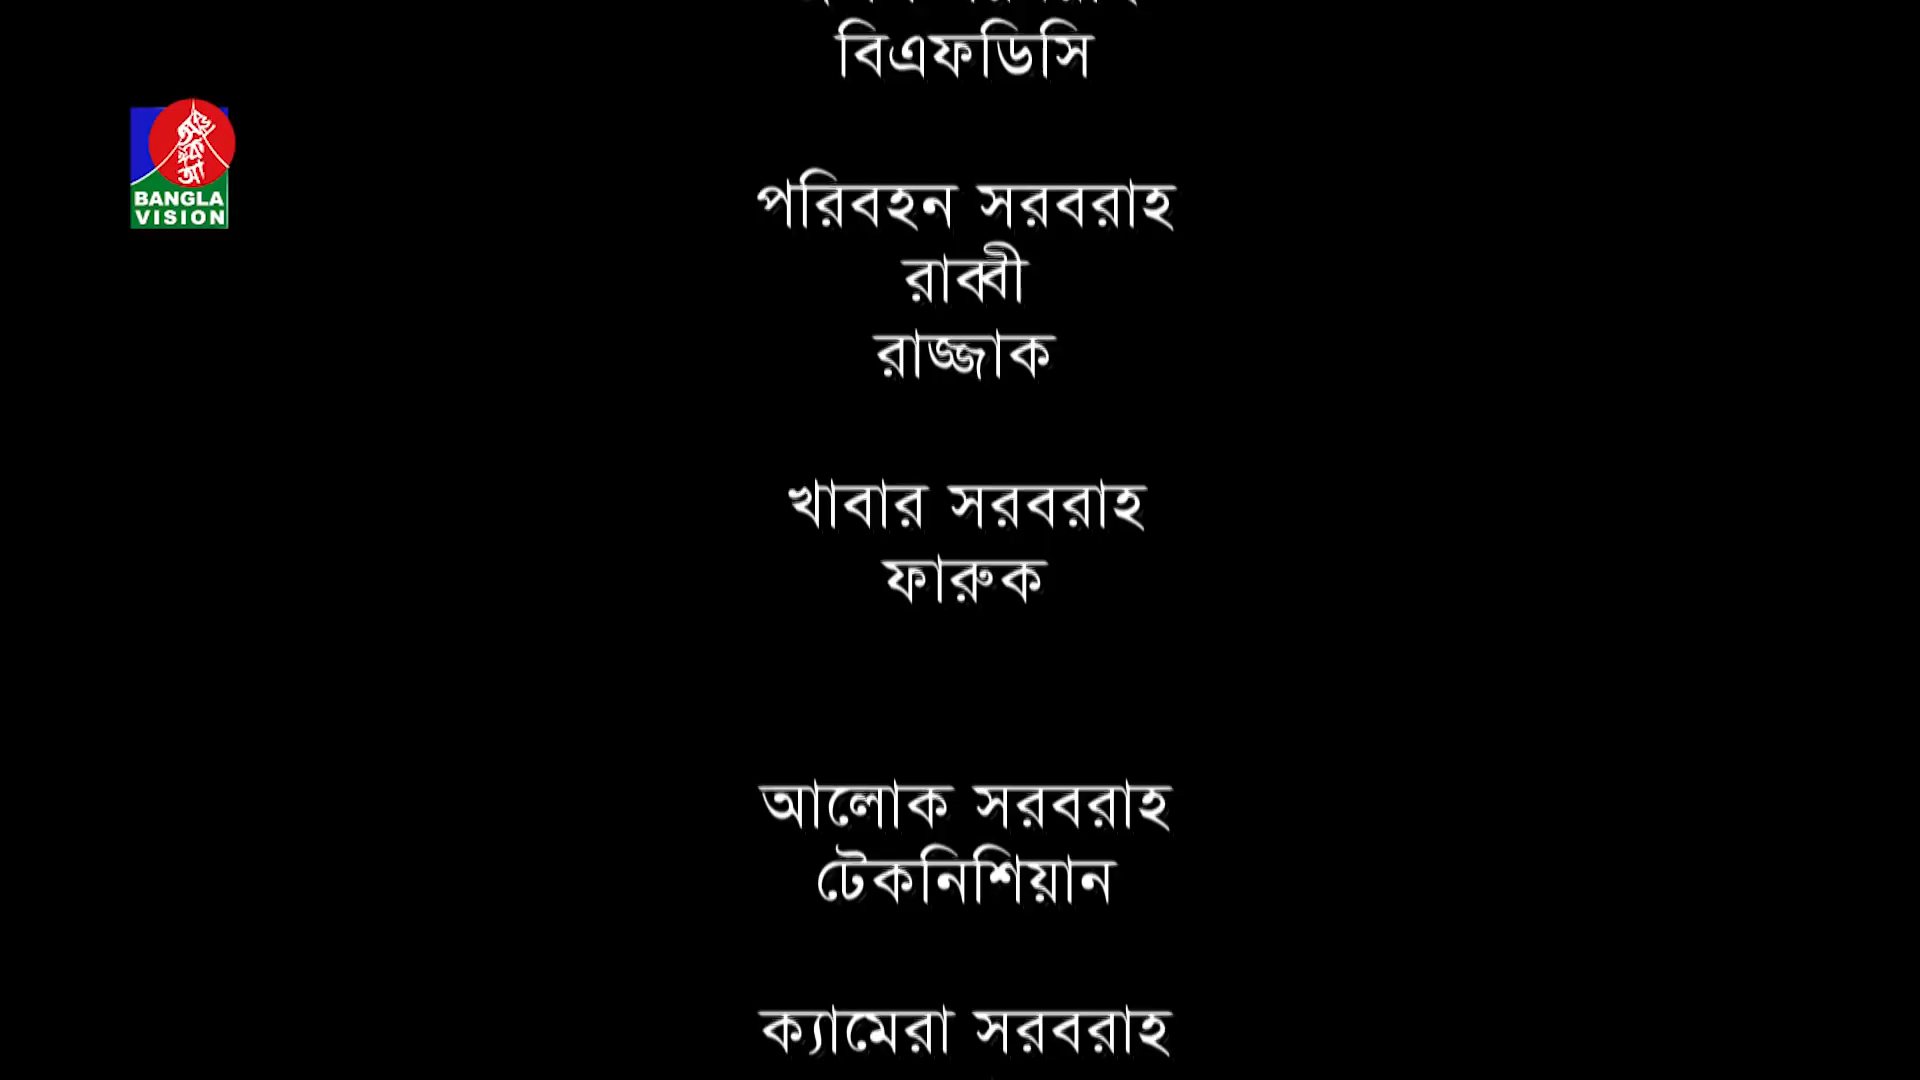 বিএফডিসি
BANGLA
VISION
পরিবহন সরবরাহ
রাব্বী
রাজ্জাক
খাবার সরবরাহ
ফারুক
আলোক সরবরাহ
টেকনিশিয়ান
ক্যামেরা সরবরাহ